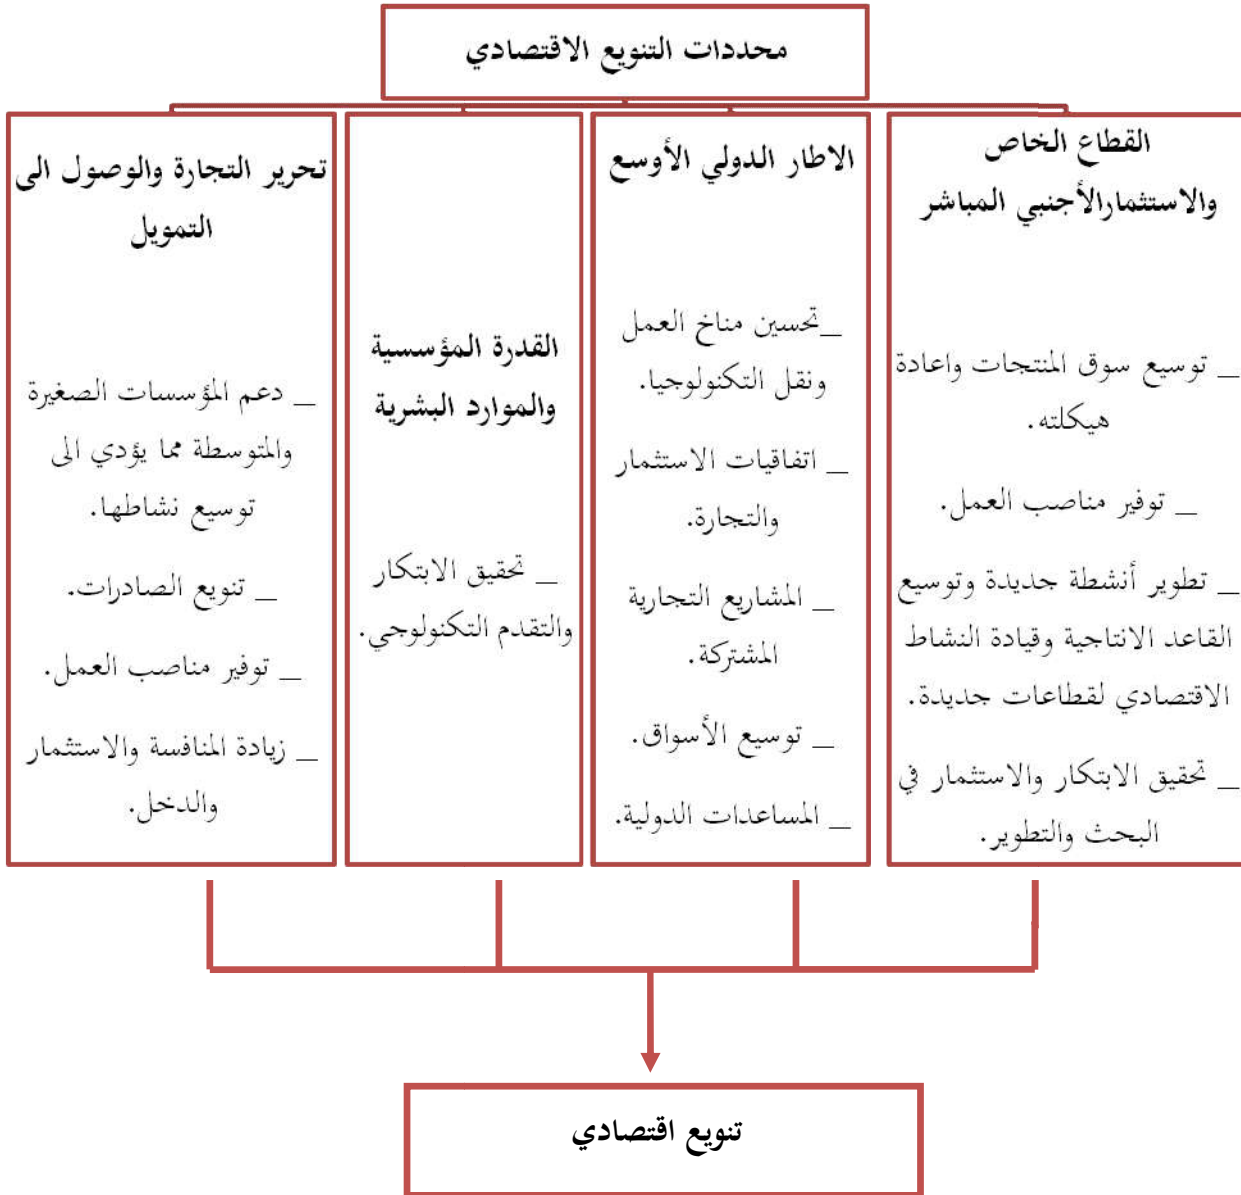 محددات التنويع الاقتصادي
القطاع الخاص
والاستثمارالأجنبي المباشر
_ توسيع سوق المنتجات واعادة
هيكلته.
_ توفير مناصب العمل.
_ تطوير أنشطة جديدة وتوسيع
القاعد الانتاجية وقيادة النشاط
الاقتصادي لقطاعات جديدة.
_ تحقيق الابتكار والاستثمار في
البحث والتطوير.
الاطار الدولي الأوسع
_تحسين مناخ العمل
ونقل التكنولوجيا.
_ اتفاقيات الاستثمار
والتجارة.
_ المشاريع التجارية
المشتركة.
_ توسيع الأسواق.
_ المساعدات الدولية.
القدرة المؤسسية
والموارد البشرية
_ تحقيق الابتكار
والتقدم التكنولوجي.
تحرير التجارة والوصول الى
التمويل
_ دعم المؤسسات الصغيرة
والمتوسطة مما يؤدي الى
توسيع نشاطها.
_ تنويع الصادرات.
_ توفير مناصب العمل.
_ زيادة المنافسة والاستثمار
والدخل.
تنويع اقتصادي